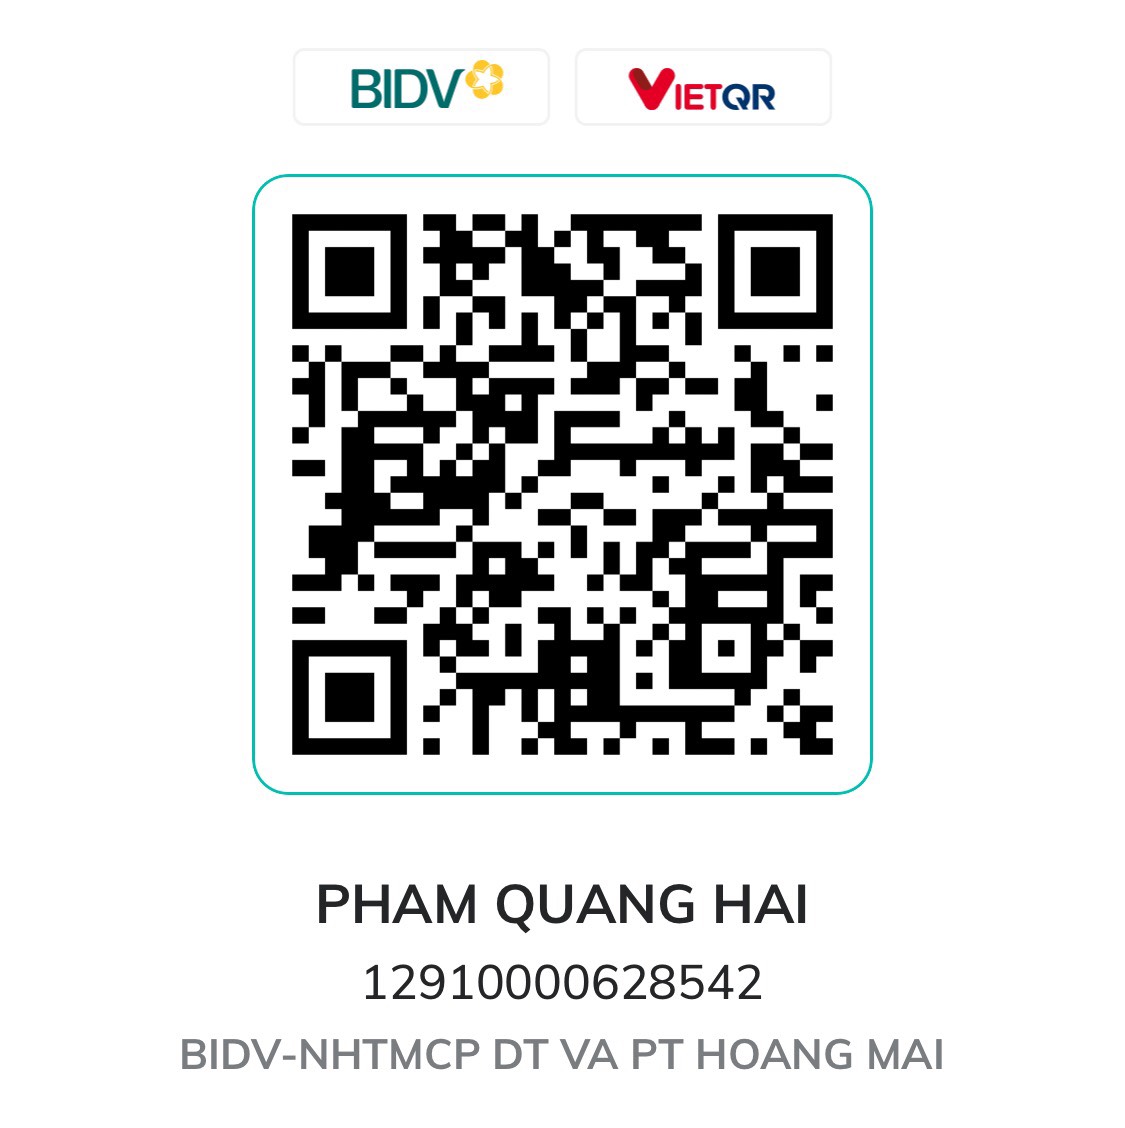 BIDV
VIETQR
PHAM QUANG HAI
12910000628542
BIDV-NHTMCP DT VA PT HOANG MAI